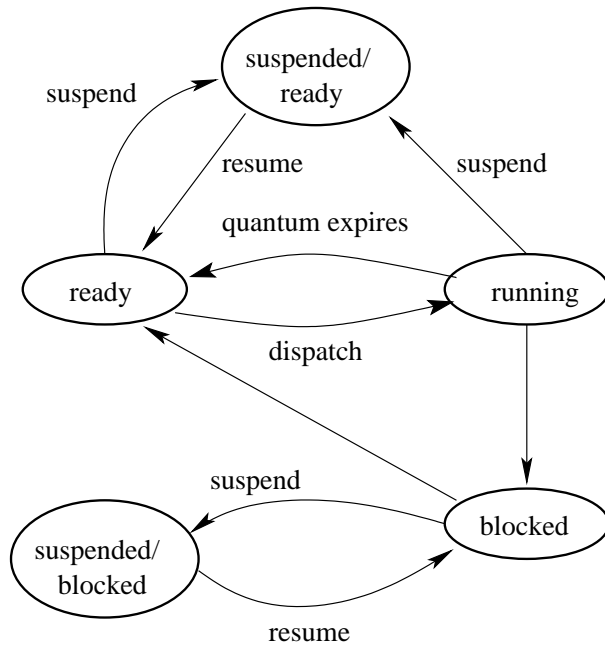 suspended/
ready
suspend
resume
suspend
quantum expires
ready
running
dispatch
suspend
blocked
suspended/
blocked
resume